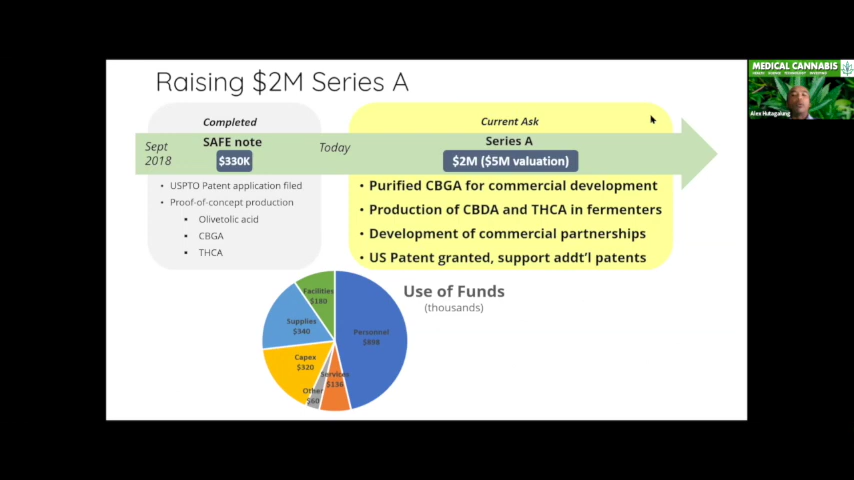 Raising $2M Series A
Completed
Sept
2018
SAFE note
$330K
USPTO Patent application filed
Proof-of-concept production
Olivetolic acid
CBGA
THCA
Today
Current Ask
Series A
$2M ($5M valuation)
Purified CBGA for commercial development
Production of CBDA and THCA in fermenters
Development of commercial partnerships
US Patent granted, support addt'l patents
Use of Funds
(thousands)
Facilities
$180
Supplies
$340
Personnel
$898
Capex
$320
Services
$136
Other
$60
MEDICAL CANNABIS
Alex Hutagalung